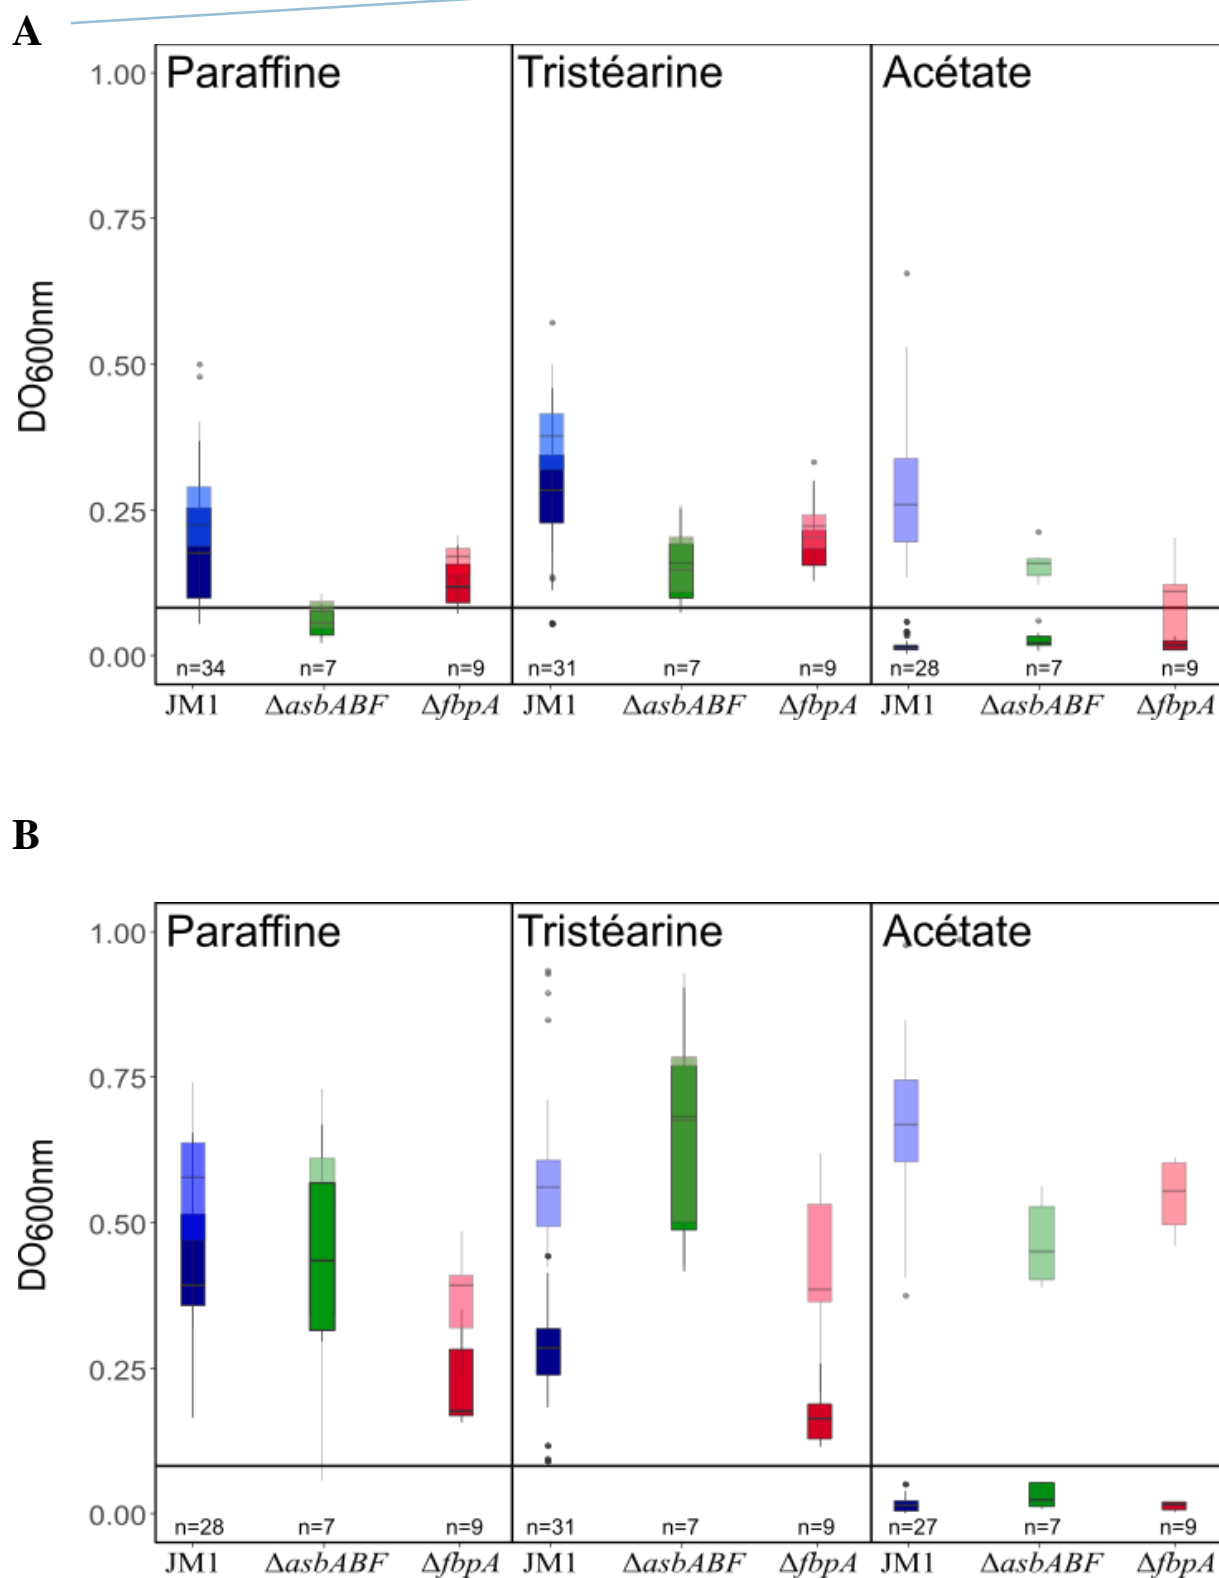 A
Paraffine Tristéarine Acétate
1.00
0.75
0.50
0.25
0.00
DO600nm
n=34 n=7 n=9 n=31 n=7 n=9 n=28 n=7 n=9
JM1 ΔasbABF ΔfbpA JM1 ΔasbABF ΔfbpA JM1 ΔasbABF ΔfbpA
B
Paraffine Tristéarine Acétate
1.00
0.75
0.50
0.25
0.00
DO600nm
n=28 n=7 n=9 n=31 n=7 n=9 n=27 n=7 n=9
JM1 ΔasbABF ΔfbpA JM1 ΔasbABF ΔfbpA JM1 ΔasbABF ΔfbpA